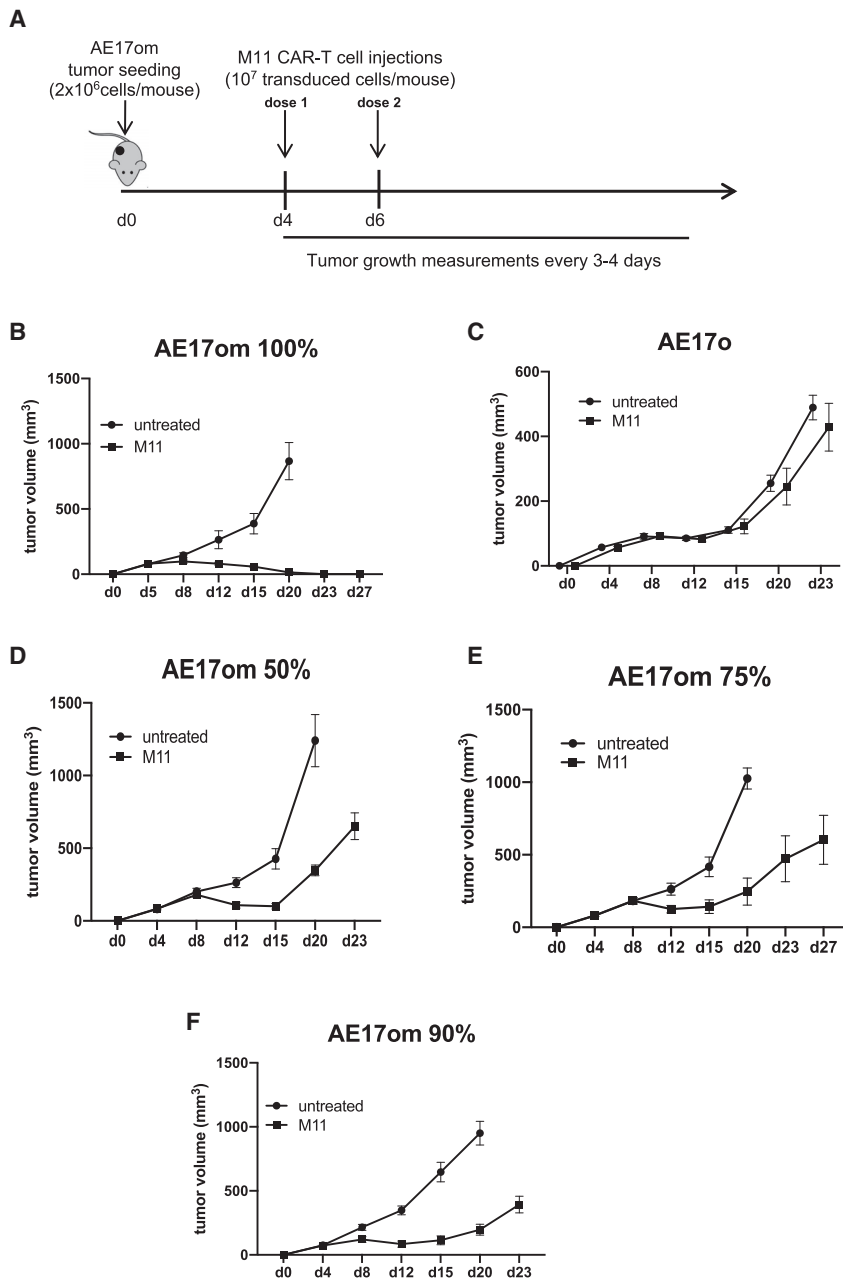 A
AE17om
tumor seeding
(2x10⁶cells/mouse)
M11 CAR-T cell injections
(10⁷ transduced cells/mouse)
dose 1
dose 2
d0
d4
d6
Tumor growth measurements every 3-4 days
B
AE17om 100%
tumor volume (mm³)
1500
1000
500
0
untreated
M11
d0 d5 d8 d12 d15 d20 d23 d27
C
AE17o
tumor volume (mm³)
600
400
200
0
untreated
M11
d0 d4 d8 d12 d15 d20 d23
D
AE17om 50%
tumor volume (mm³)
1500
1000
500
0
untreated
M11
d0 d4 d8 d12 d15 d20 d23
E
AE17om 75%
tumor volume (mm³)
1500
1000
500
0
untreated
M11
d0 d4 d8 d12 d15 d20 d23 d27
F
AE17om 90%
tumor volume (mm³)
1500
1000
500
0
untreated
M11
d0 d4 d8 d12 d15 d20 d23